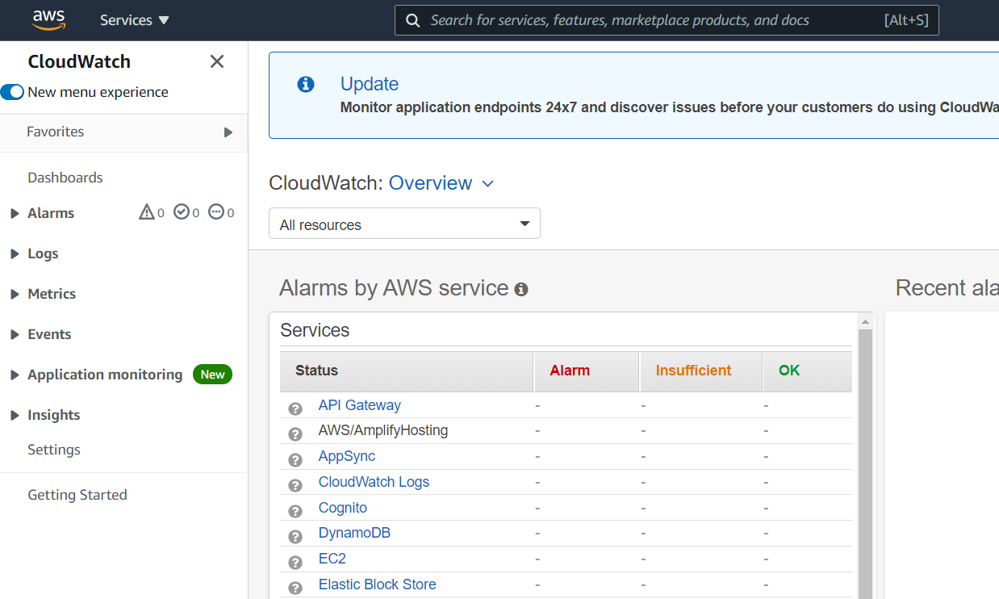 aws Services Search for services, features, marketplace products, and docs [Alt+S]
CloudWatch
New menu experience
Favorites
Dashboards
Alarms 0 0 0
Logs
Metrics
Events
Application monitoring New
Insights
Settings
Getting Started
Update
Monitor application endpoints 24x7 and discover issues before your customers do using CloudWa
CloudWatch: Overview
All resources
Alarms by AWS service
Services
Status Alarm Insufficient OK
API Gateway - - -
AWS/AmplifyHosting - - -
AppSync - - -
CloudWatch Logs - - -
Cognito - - -
DynamoDB - - -
EC2 - - -
Elastic Block Store - - -
Recent ala